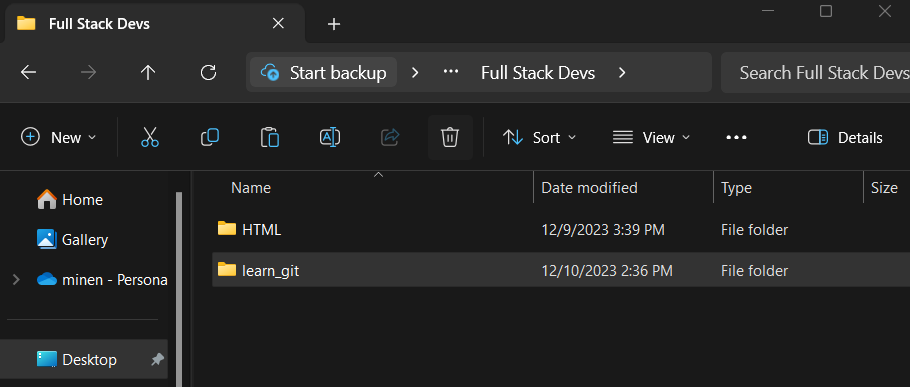 Full Stack Devs
Start backup Full Stack Devs Search Full Stack Devs
New Sort View Details
Name Date modified Type Size
Home
HTML 12/9/2023 3:39 PM File folder
Gallery
learn_git 12/10/2023 2:36 PM File folder
minen - Persona
Desktop